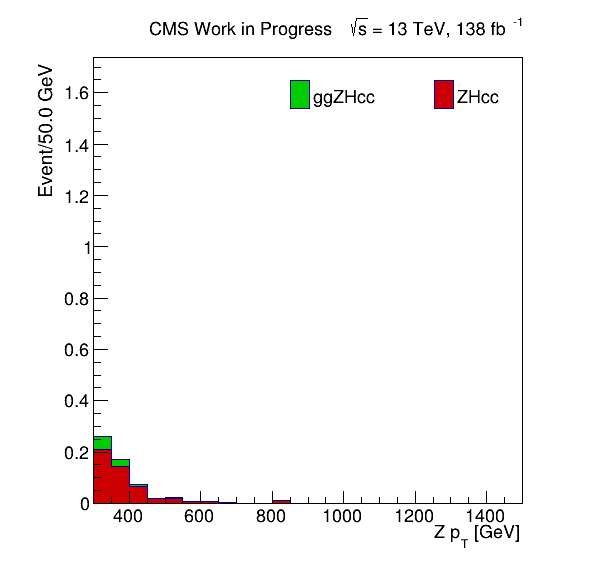 CMS Work in Progress √s = 13 TeV, 138 fb -1
Event/50.0 GeV
ggZHcc
ZHcc
1.6
1.4
1.2
1
0.8
0.6
0.4
0.2
0
400 600 800 1000 1200 1400
Z pT [GeV]